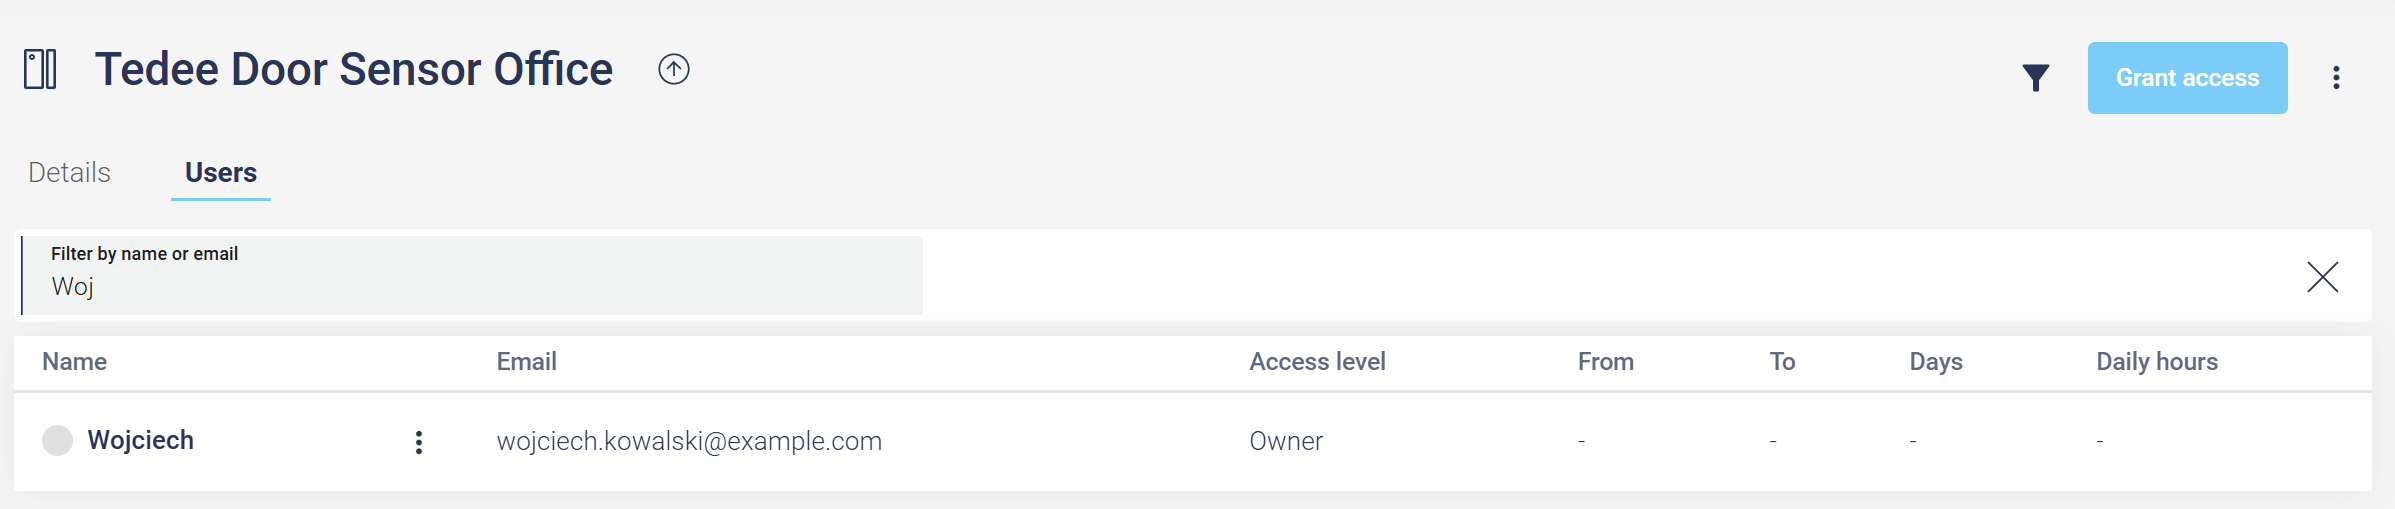 Tedee Door Sensor Office
Grant access
Details Users
Filter by name or email
Woj
Name Email Access level From To Days Daily hours
Wojciech wojciech.kowalski@example.com Owner - - - -